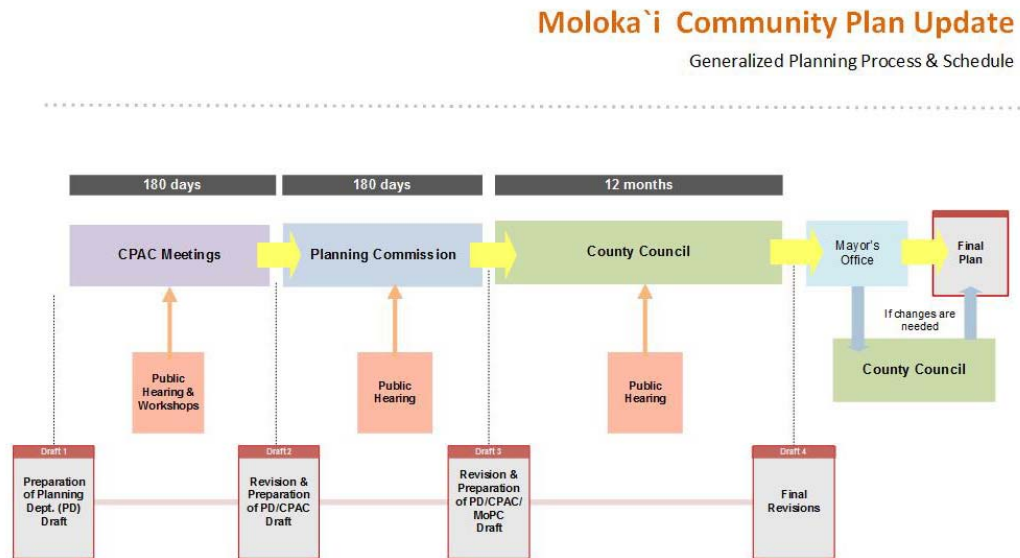 Moloka`i Community Plan Update
Generalized Planning Process & Schedule
180 days
180 days
12 months
CPAC Meetings
Planning Commission
County Council
Mayor's
Office
Final
Plan
If changes are
needed
County Council
Public
Hearing &
Workshops
Public
Hearing
Public
Hearing
Draft 1
Preparation
of Planning
Dept. (PD)
Draft
Draft2
Revision &
Preparation
of PD/CPAC
Draft
Draft 3
Revision &
Preparation
of PD/CPAC/
MoPC
Draft
Draft 4
Final
Revisions